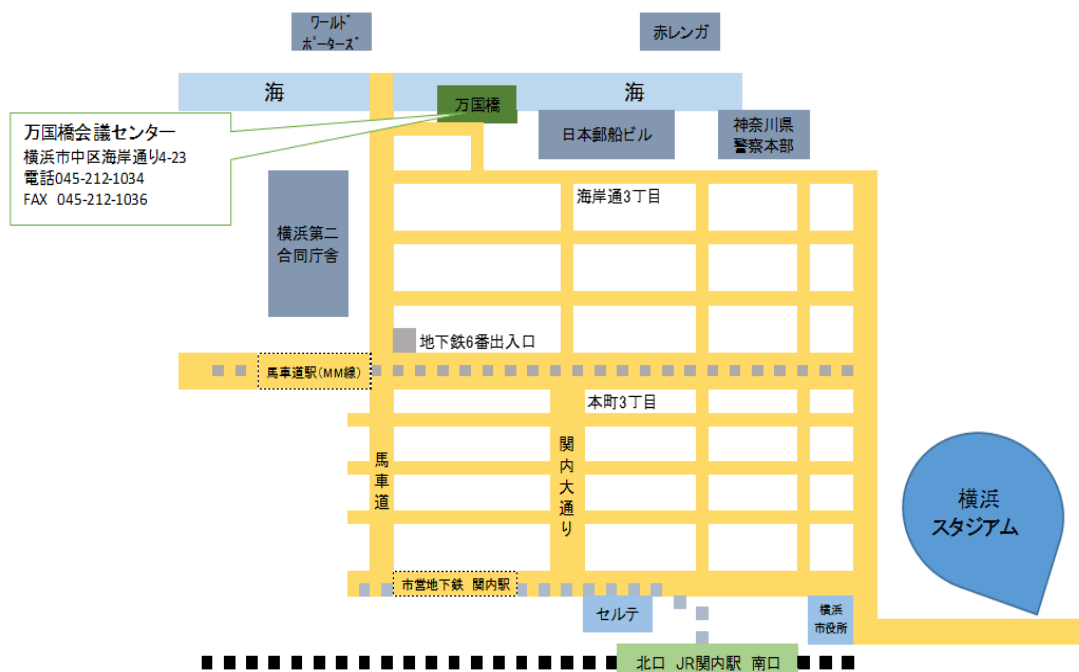 ワールド
ポーターズ
赤レンガ
海
海
万国橋
万国橋会議センター
横浜市中区海岸通り4-23
電話045-212-1034
FAX 045-212-1036
日本郵船ビル
神奈川県
警察本部
海岸通3丁目
横浜第二
合同庁舎
地下鉄6番出入口
馬車道駅(MM線)
本町3丁目
馬車道
関内大通り
横浜
スタジアム
市営地下鉄 関内駅
セルテ
横浜
市役所
北口 JR関内駅 南口